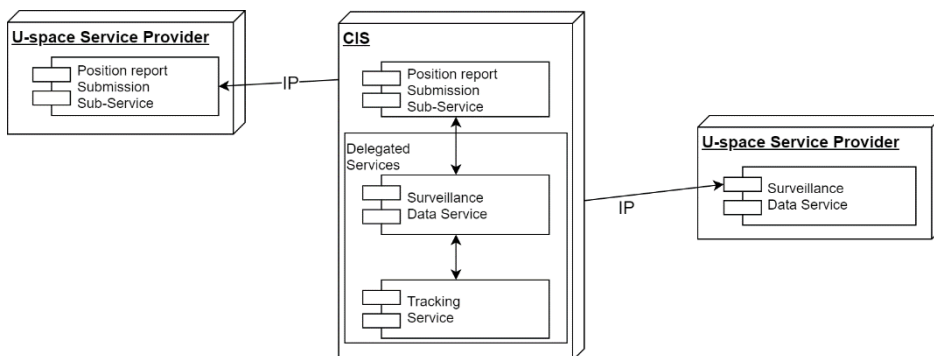 U-space Service Provider
Position report
Submission
Sub-Service
IP
CIS
Position report
Submission
Sub-Service
Delegated
Services
Surveillance
Data Service
Tracking
Service
IP
U-space Service Provider
Surveillance
Data Service